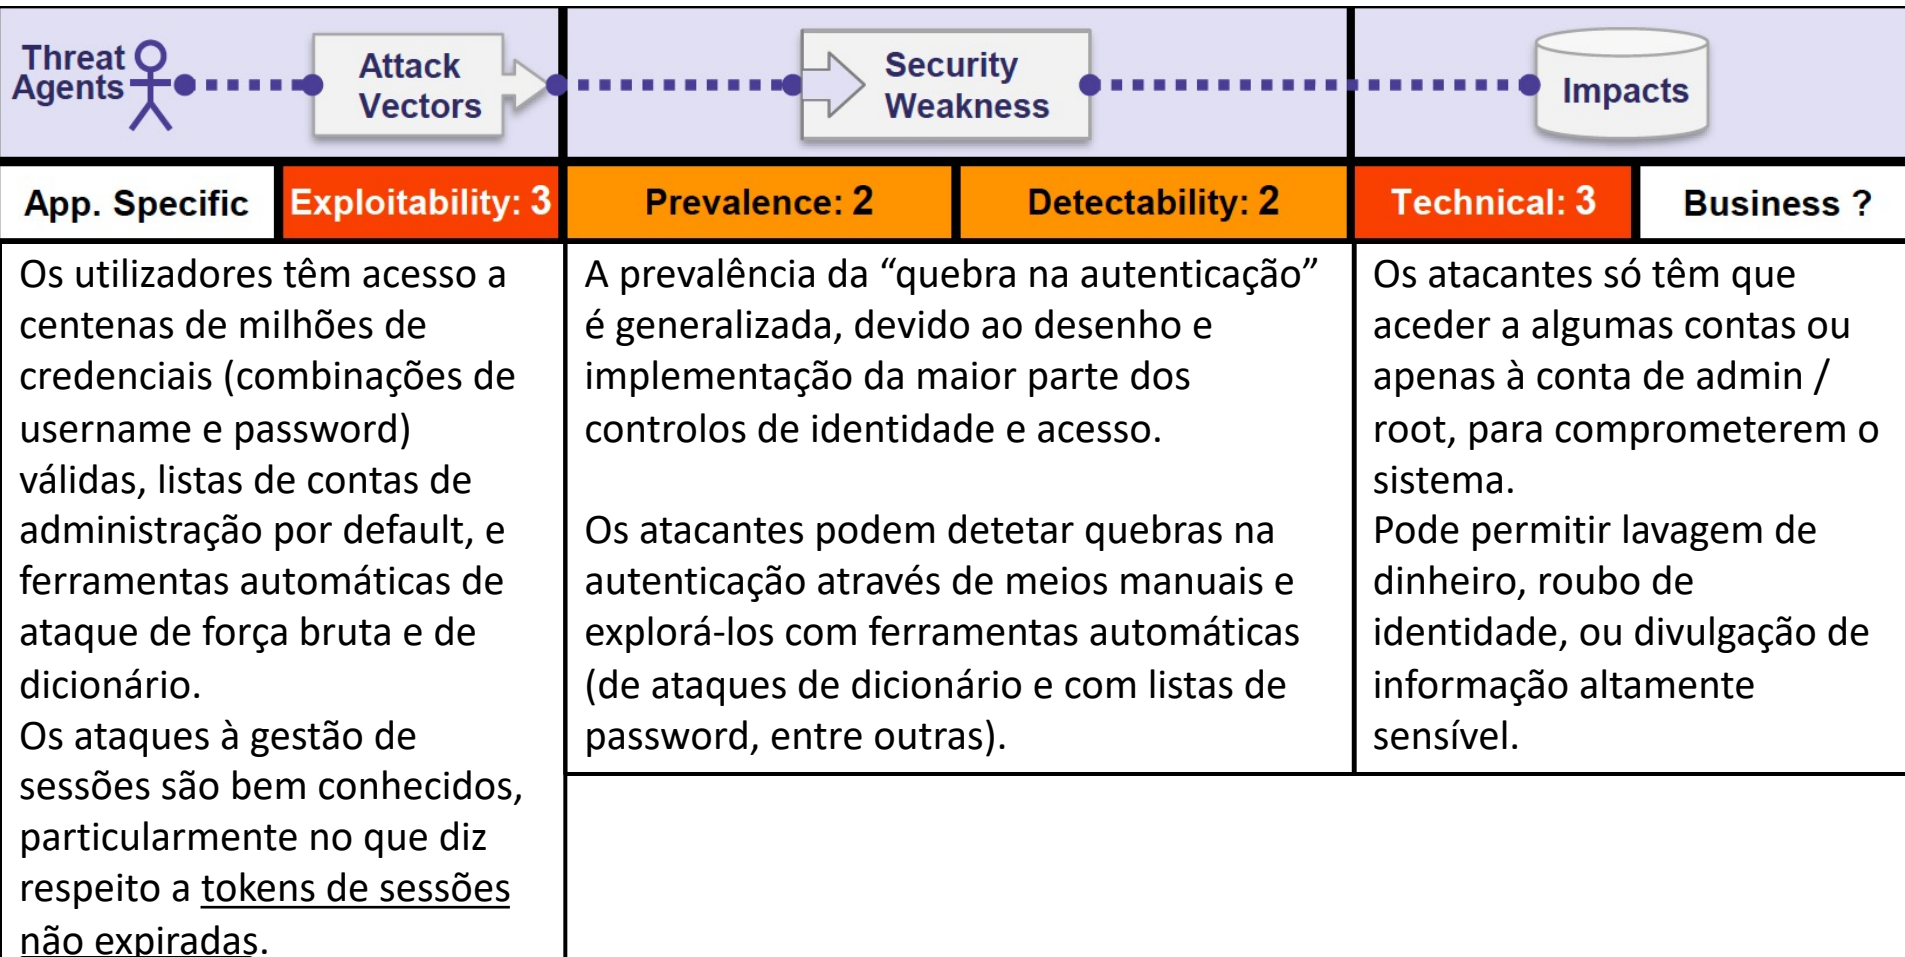 Threat
Agents
Attack
Vectors
Security
Weakness
Impacts
App. Specific
Exploitability: 3
Prevalence: 2
Detectability: 2
Technical: 3
Business ?
Os utilizadores têm acesso a
centenas de milhões de
credenciais (combinações de
username e password)
válidas, listas de contas de
administração por default, e
ferramentas automáticas de
ataque de força bruta e de
dicionário.
Os ataques à gestão de
sessões são bem conhecidos,
particularmente no que diz
respeito a tokens de sessões
não expiradas.
A prevalência da “quebra na autenticação”
é generalizada, devido ao desenho e
implementação da maior parte dos
controlos de identidade e acesso.
Os atacantes podem detetar quebras na
autenticação através de meios manuais e
explorá-los com ferramentas automáticas
(de ataques de dicionário e com listas de
password, entre outras).
Os atacantes só têm que
aceder a algumas contas ou
apenas à conta de admin /
root, para comprometerem o
sistema.
Pode permitir lavagem de
dinheiro, roubo de
identidade, ou divulgação de
informação altamente
sensível.